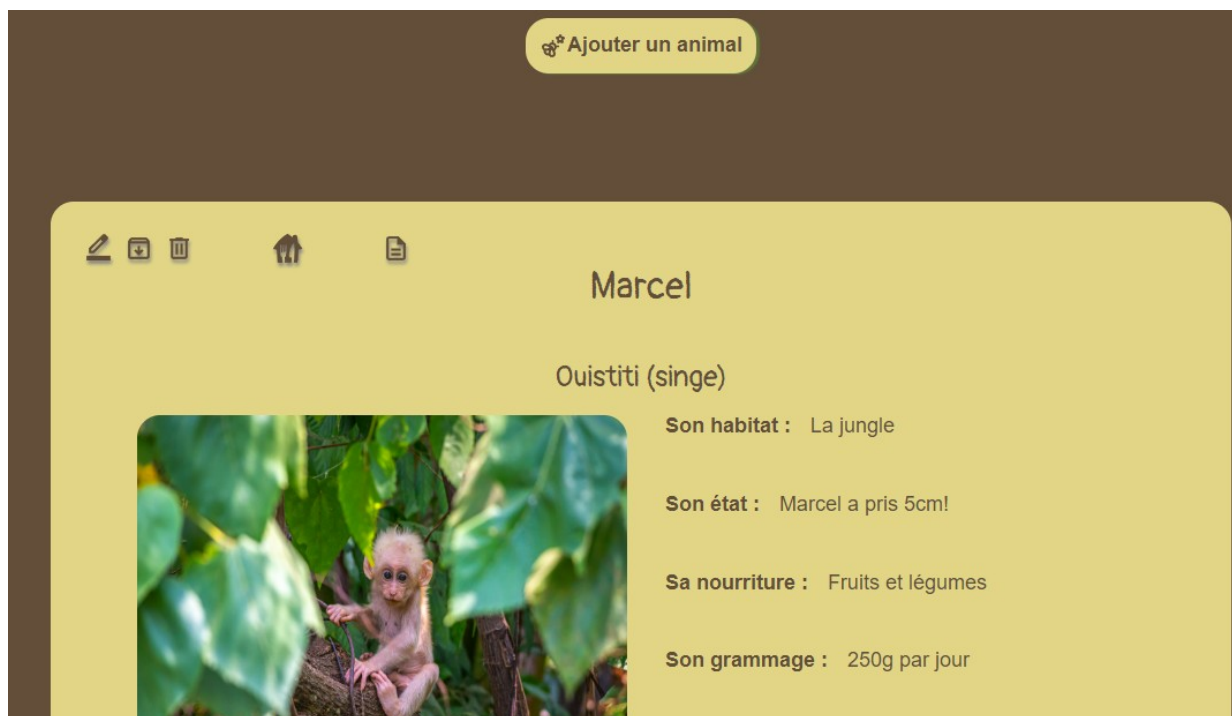 Ajouter un animal
Marcel
Ouistiti (singe)
Son habitat : La jungle
Son état : Marcel a pris 5cm!
Sa nourriture : Fruits et légumes
Son grammage : 250g par jour